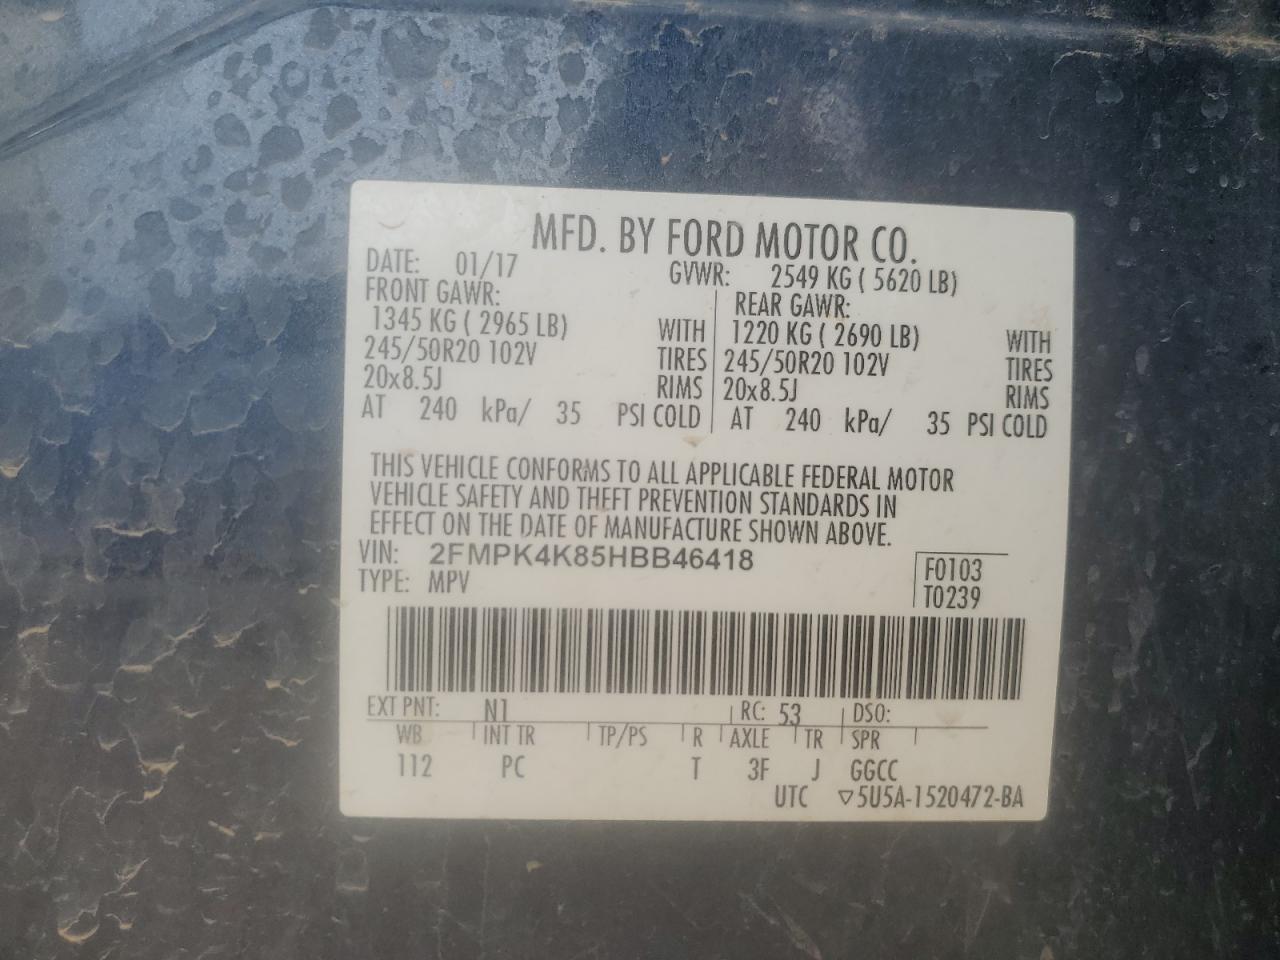 MFD. BY FORD MOTOR CO.
DATE: 01/17 GVWR: 2549 KG ( 5620 LB)
FRONT GAWR: REAR GAWR:
1345 KG ( 2965 LB) WITH 1220 KG ( 2690 LB) WITH
245/50R20 102V TIRES 245/50R20 102V TIRES
20x8.5J RIMS 20x8.5J RIMS
AT 240 kPa/ 35 PSI COLD AT 240 kPa/ 35 PSI COLD
THIS VEHICLE CONFORMS TO ALL APPLICABLE FEDERAL MOTOR
VEHICLE SAFETY AND THEFT PREVENTION STANDARDS IN
EFFECT ON THE DATE OF MANUFACTURE SHOWN ABOVE.
VIN: 2FMPK4K85HBB46418
TYPE: MPV
F0103
T0239
EXT PNT: N1 RC: 53 DSO:
WB INT TR TP/PS R AXLE TR SPR
112 PC T 3F J GGCC
UTC ▽5U5A-1520472-BA